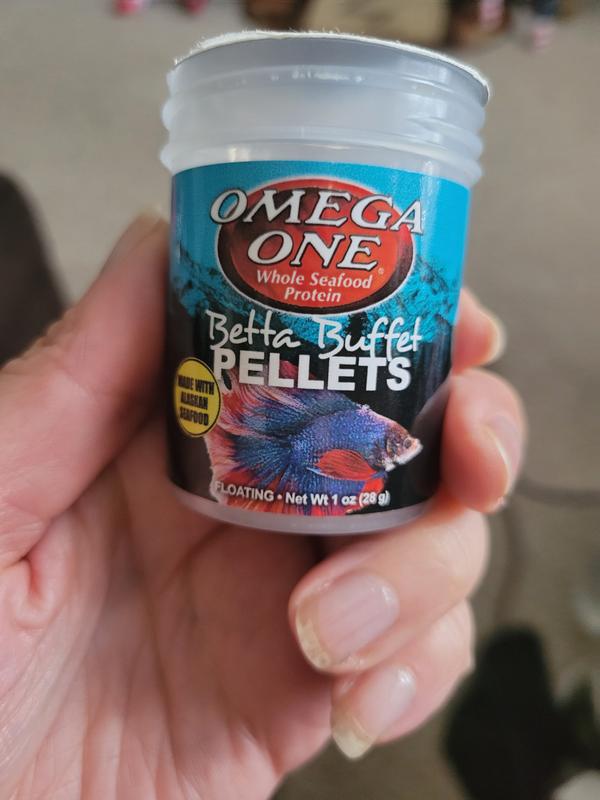 OMEGA
ONE®
Whole Seafood
Protein
Betta Buffet
PELLETS
MADE WITH
ALASKAN
SEAFOOD
FLOATING • Net Wt 1 oz (28 g)